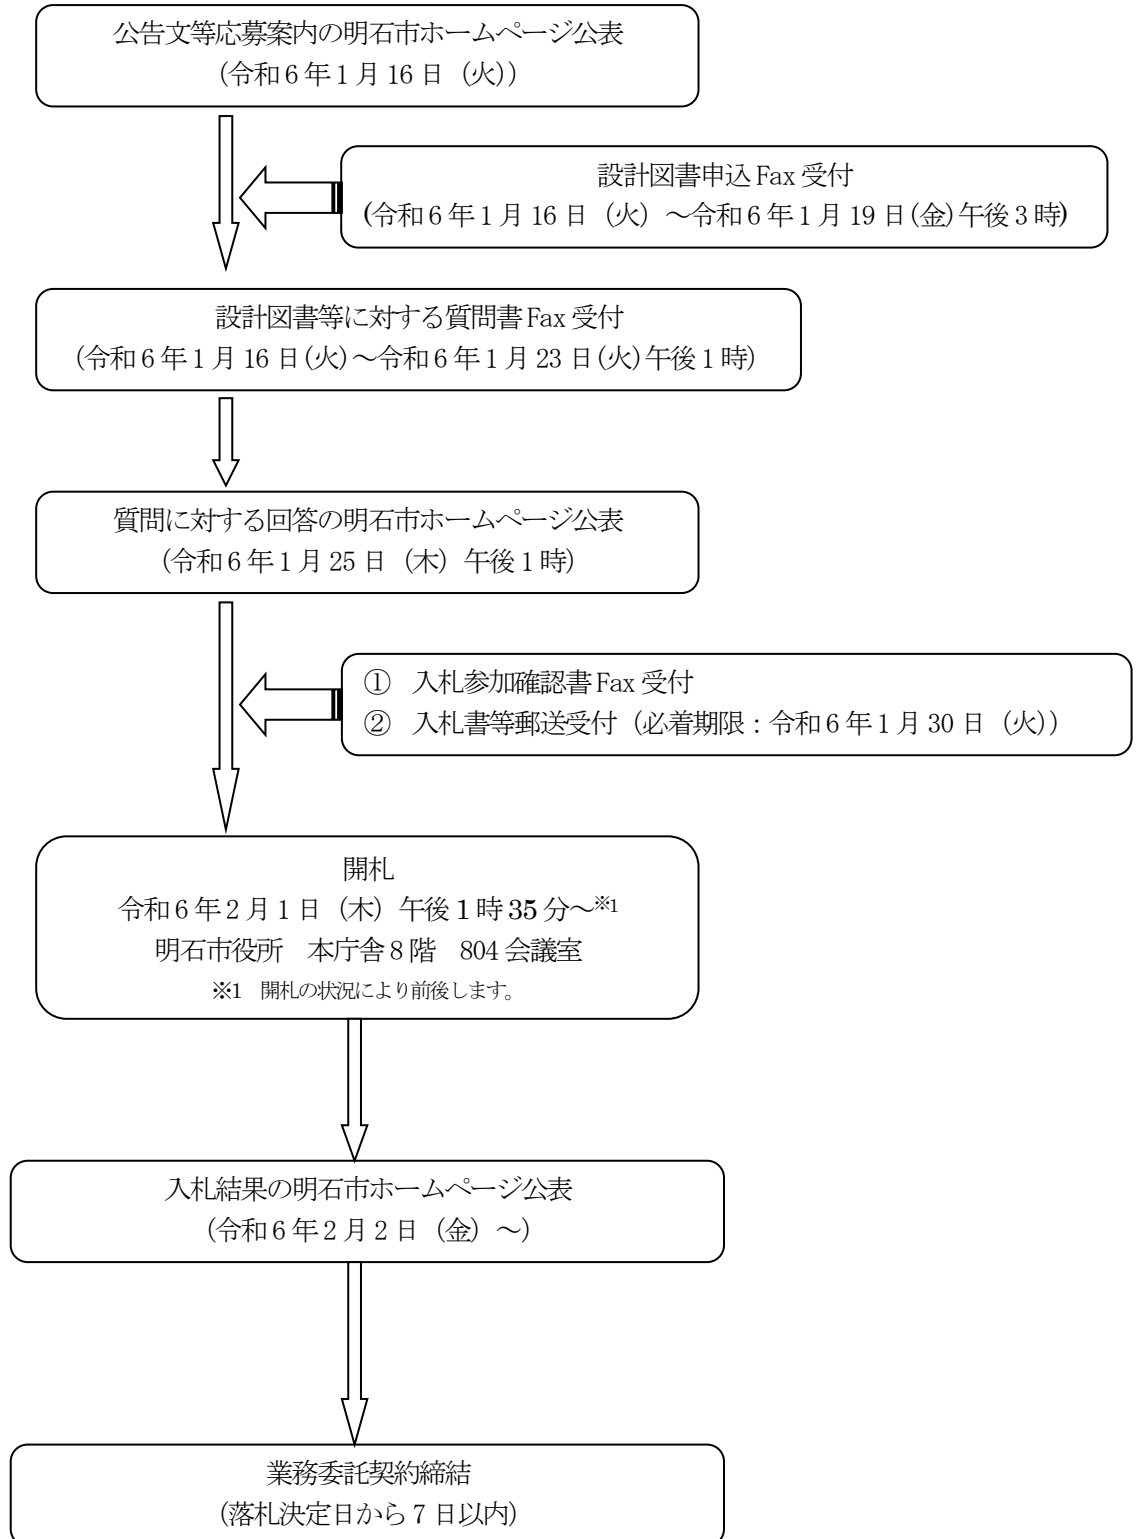 公告文等応募案内の明石市ホームページ公表
(令和6年1月16日（火）)
設計図書申込Fax受付
(令和6年1月16日（火）～令和6年1月19日(金)午後3時)
設計図書等に対する質問書Fax受付
(令和6年1月16日(火)～令和6年1月23日(火)午後1時)
質問に対する回答の明石市ホームページ公表
(令和6年1月25日（木）午後1時)
①　入札参加確認書Fax受付
②　入札書等郵送受付（必着期限：令和6年1月30日（火））
開札
令和6年2月1日（木）午後1時35分～※1
明石市役所　本庁舎8階　804会議室
※1　開札の状況により前後します。
入札結果の明石市ホームページ公表
(令和6年2月2日（金）～)
業務委託契約締結
(落札決定日から7日以内)